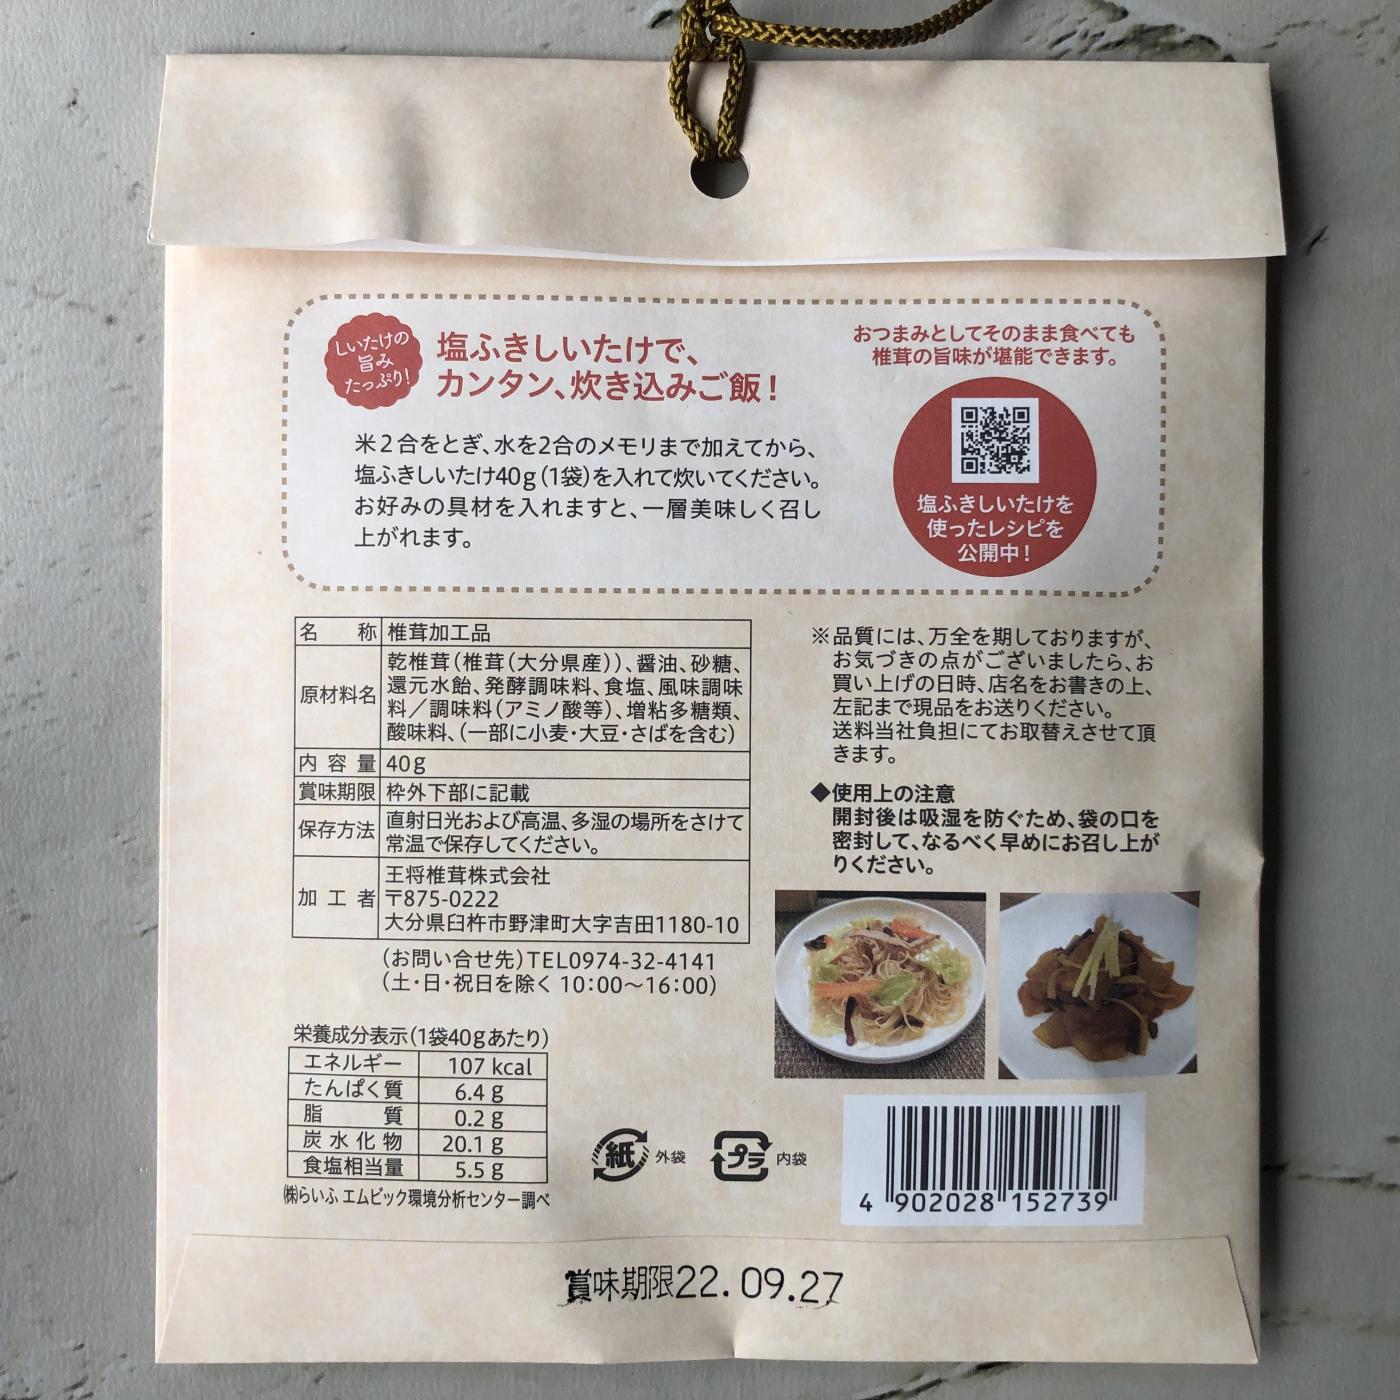 しいたけの
旨み
たっぷり!
塩ふきしいたけで、
カンタン、炊き込みご飯!
米2合をとぎ、水を2合のメモリまで加えてから、
塩ふきしいたけ40g(1袋)を入れて炊いてください。
お好みの具材を入れますと、一層美味しく召し
上がれます。
おつまみとしてそのまま食べても
椎茸の旨味が堪能できます。
塩ふきしいたけを
使ったレシピを
公開中!
名 称 椎茸加工品
原材料名 乾椎茸(椎茸(大分県産))、醤油、砂糖、
還元水飴、発酵調味料、食塩、風味調味
料/調味料(アミノ酸等)、増粘多糖類、
酸味料、(一部に小麦・大豆・さばを含む)
内容量 40g
賞味期限 枠外下部に記載
保存方法 直射日光および高温、多湿の場所をさけて
常温で保存してください。
加工者 王将椎茸株式会社
〒875-0222
大分県臼杵市野津町大字吉田1180-10
(お問い合せ先)TEL0974-32-4141
(土・日・祝日を除く 10:00〜16:00)
※品質には、万全を期しておりますが、
お気づきの点がございましたら、お
買い上げの日時、店名をお書きの上、
左記まで現品をお送りください。
送料当社負担にてお取替えさせて頂
きます。
◆使用上の注意
開封後は吸湿を防ぐため、袋の口を
密封して、なるべく早めにお召し上が
りください。
栄養成分表示(1袋40gあたり)
エネルギー 107 kcal
たんぱく質 6.4 g
脂質 0.2 g
炭水化物 20.1 g
食塩相当量 5.5 g
㈱らいふ エムビック環境分析センター調べ
紙 外袋
プラ 内袋
4 902028 152739
賞味期限22.09.27